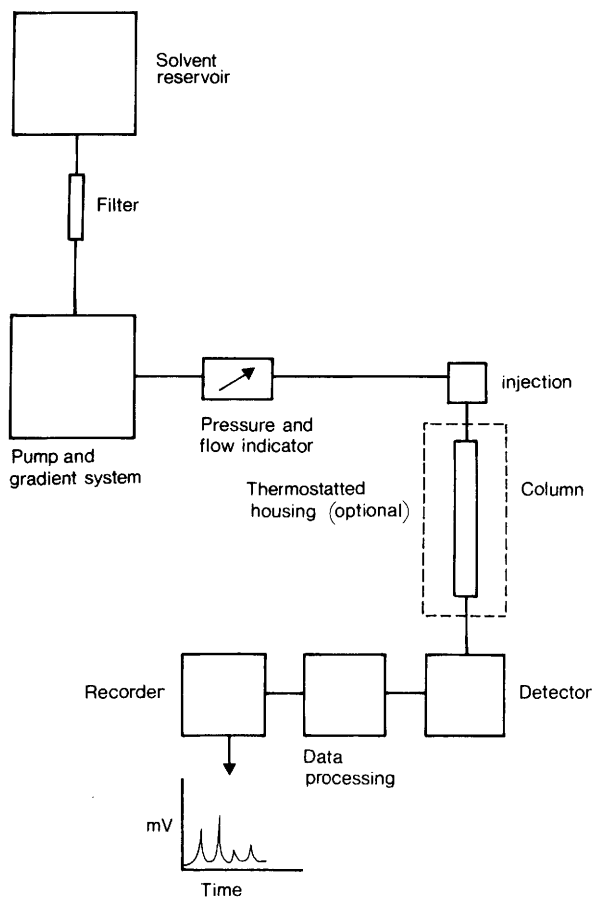 Solvent
reservoir
Filter
Pump and
gradient system
Pressure and
flow indicator
injection
Thermostatted
housing (optional)
Column
Recorder
Data
processing
Detector
mV
Time